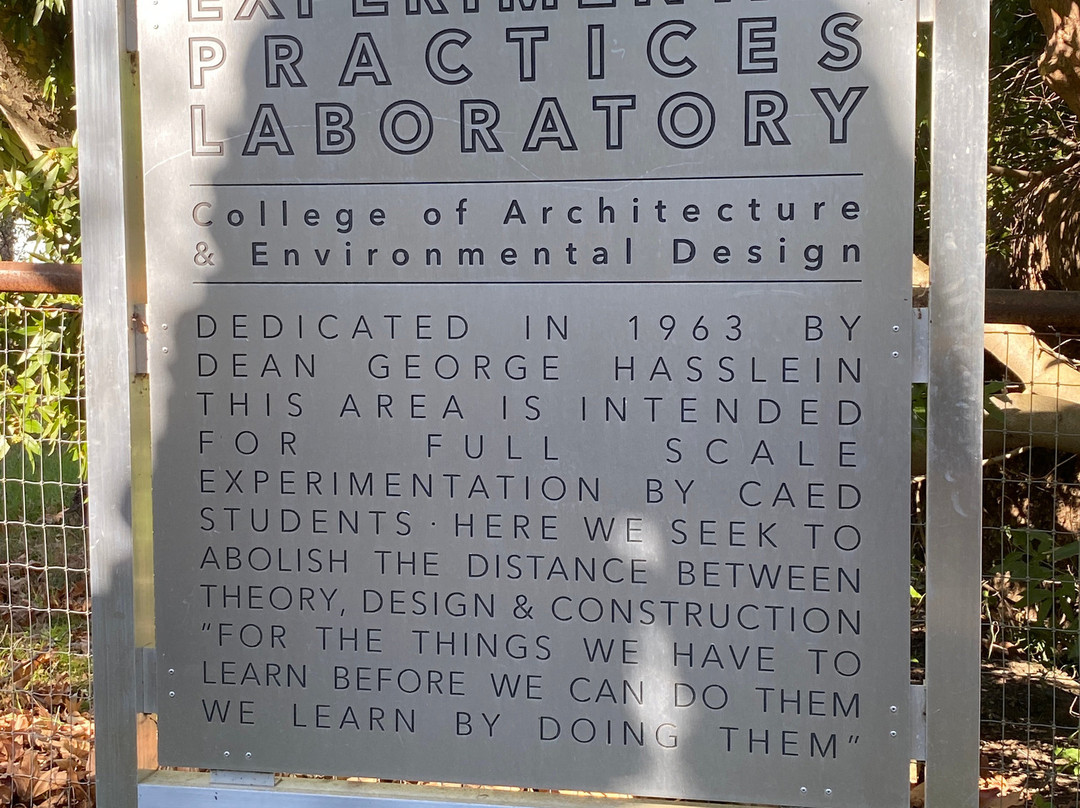 EXPERIMENTAL
PRACTICES
LABORATORY
College of Architecture
& Environmental Design
DEDICATED IN 1963 BY
DEAN GEORGE HASSLEIN
THIS AREA IS INTENDED
FOR FULL SCALE
EXPERIMENTATION BY CAED
STUDENTS · HERE WE SEEK TO
ABOLISH THE DISTANCE BETWEEN
THEORY, DESIGN & CONSTRUCTION
"FOR THE THINGS WE HAVE TO
LEARN BEFORE WE CAN DO THEM
WE LEARN BY DOING THEM"